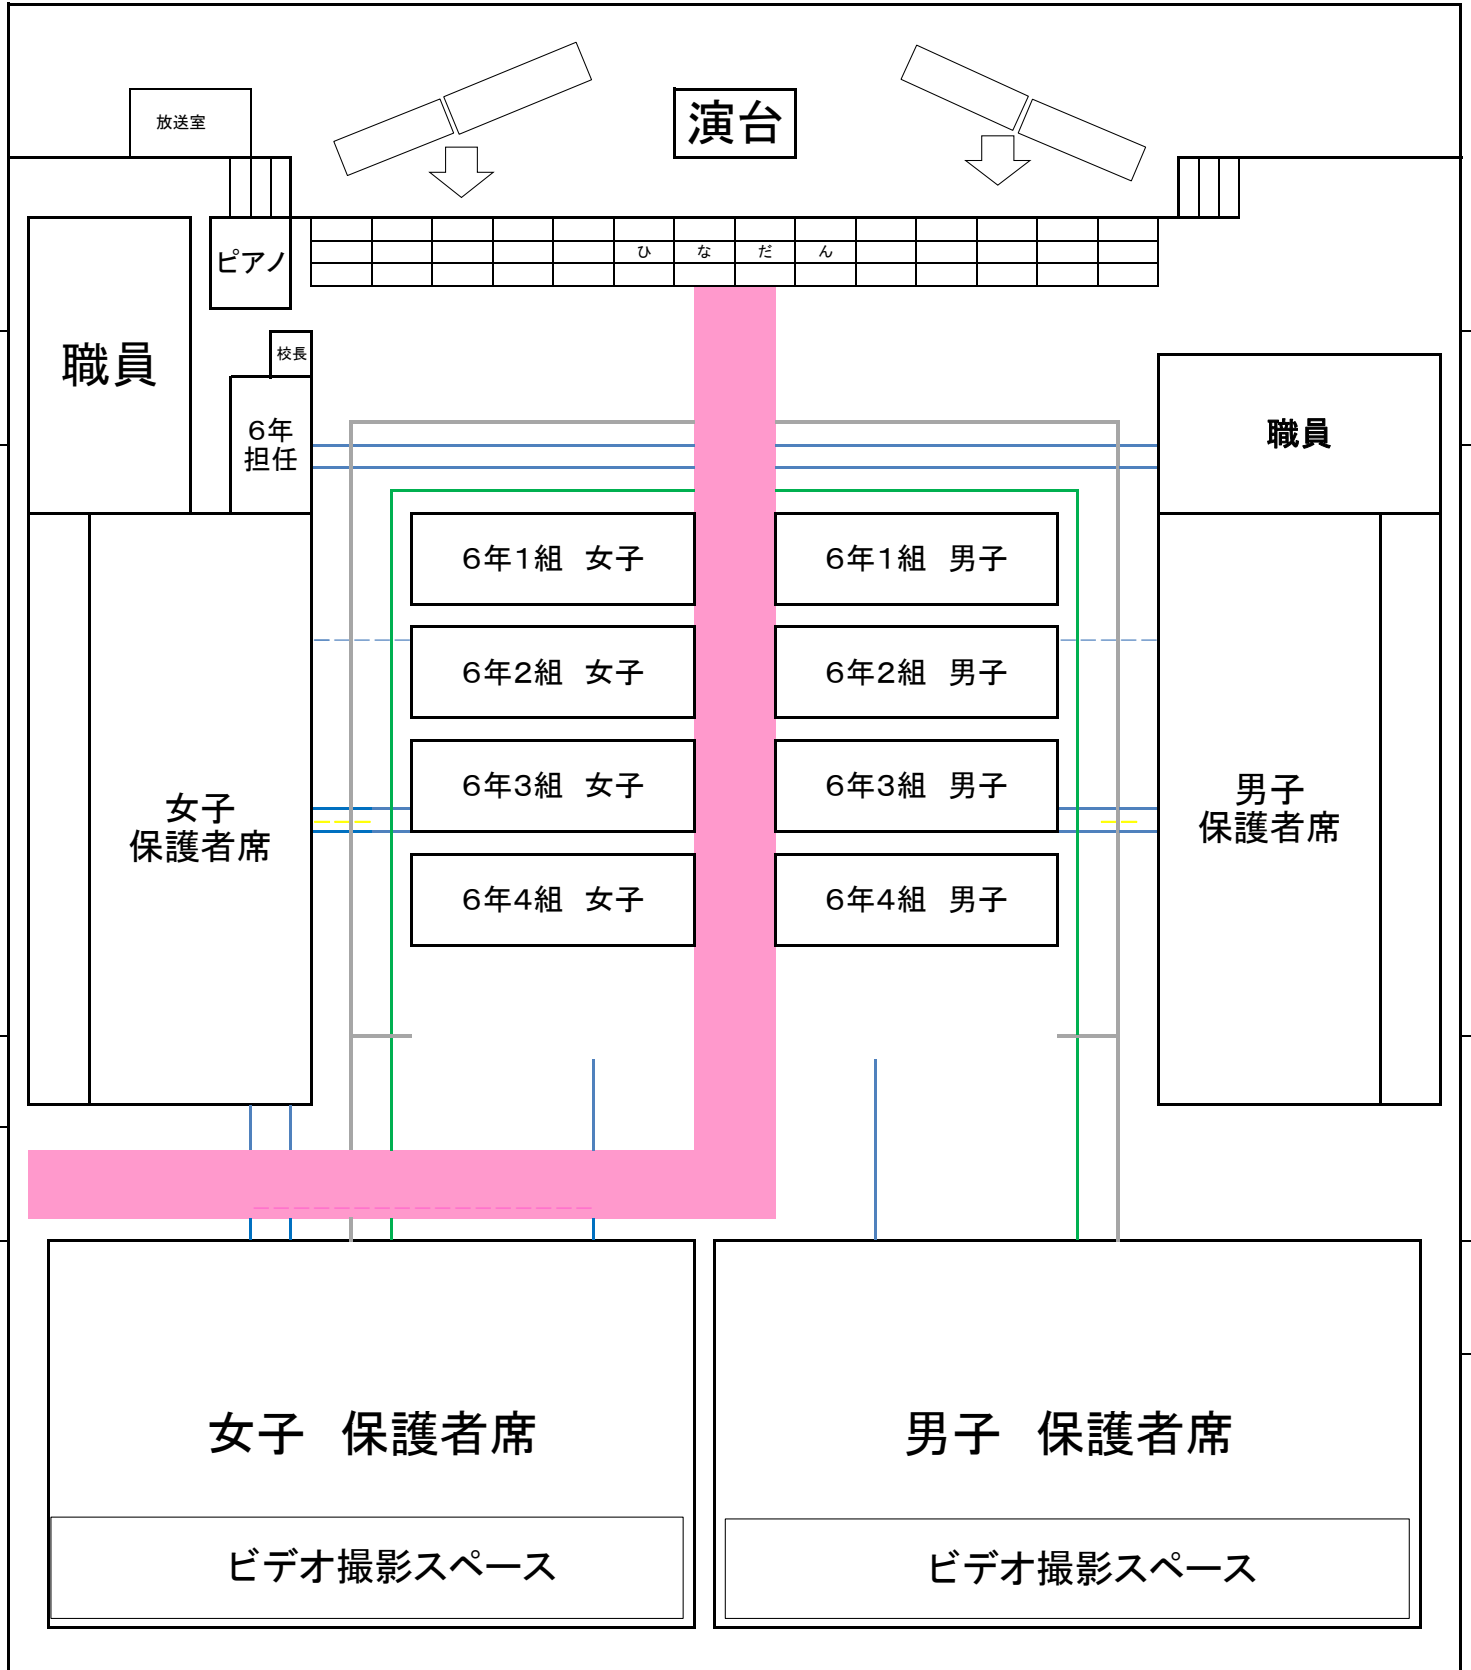 放送室
演台
ピアノ
ひなだん
職員
校長
6年
担任
職員
6年1組　女子
6年1組　男子
6年2組　女子
6年2組　男子
6年3組　女子
6年3組　男子
女子
保護者席
男子
保護者席
6年4組　女子
6年4組　男子
女子　保護者席
男子　保護者席
ビデオ撮影スペース
ビデオ撮影スペース